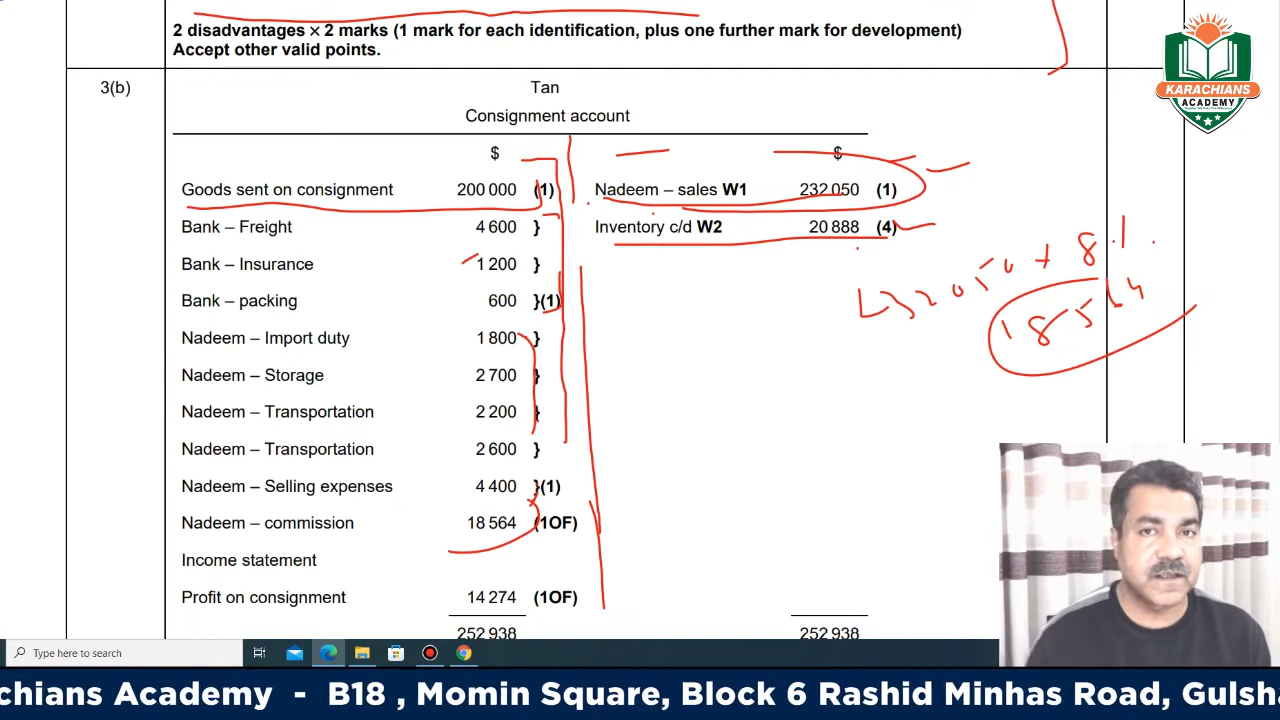 2 disadvantages × 2 marks (1 mark for each identification, plus one further mark for development)
Accept other valid points.
3(b)
Tan
Consignment account
$ $
Goods sent on consignment 200 000 (1) Nadeem – sales W1 232 050 (1)
Bank – Freight 4 600 } Inventory c/d W2 20 888 (4)
Bank – Insurance 1 200 }
Bank – packing 600 }(1)
Nadeem – Import duty 1 800 }
Nadeem – Storage 2 700 }
Nadeem – Transportation 2 200 }
Nadeem – Transportation 2 600 }
Nadeem – Selling expenses 4 400 }(1)
Nadeem – commission 18 564 (1OF)
Income statement
Profit on consignment 14 274 (1OF)
252 938 252 938
8%
18564
KARACHIANS
ACADEMY
Type here to search
achians Academy - B18 , Momin Square, Block 6 Rashid Minhas Road, Gulsha